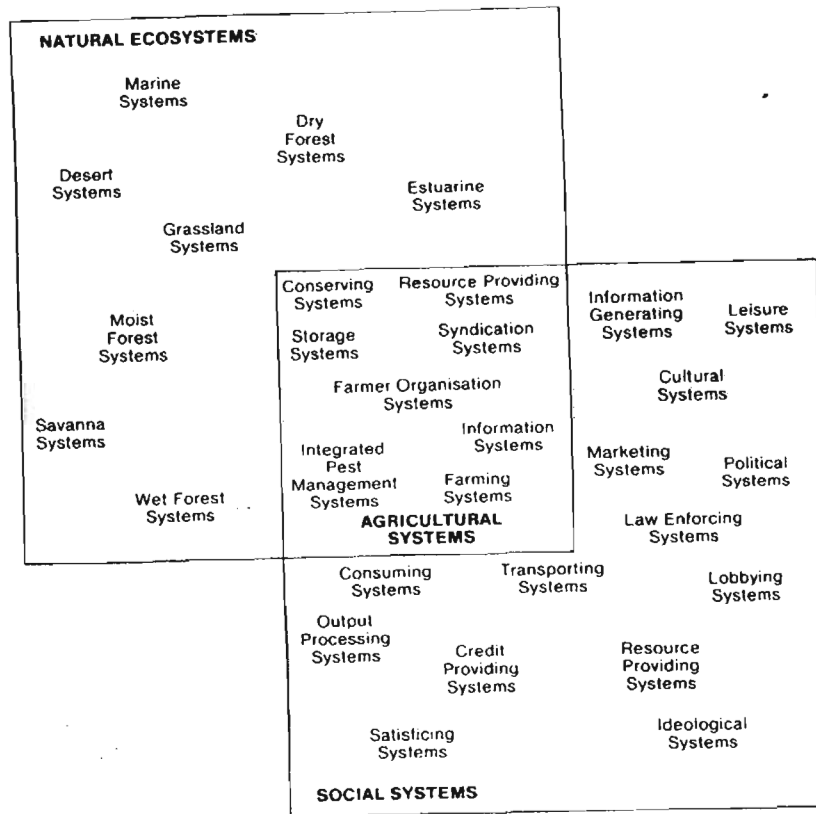 NATURAL ECOSYSTEMS
Marine
Systems
Dry
Forest
Systems
Desert
Systems
Estuarine
Systems
Grassland
Systems
Moist
Forest
Systems
Savanna
Systems
Wet Forest
Systems
Conserving
Systems
Resource Providing
Systems
Storage
Systems
Syndication
Systems
Farmer Organisation
Systems
Information
Systems
Integrated
Pest
Management
Systems
Farming
Systems
AGRICULTURAL
SYSTEMS
Information
Generating
Systems
Leisure
Systems
Cultural
Systems
Marketing
Systems
Political
Systems
Law Enforcing
Systems
Consuming
Systems
Transporting
Systems
Lobbying
Systems
Output
Processing
Systems
Credit
Providing
Systems
Resource
Providing
Systems
Satisficing
Systems
Ideological
Systems
SOCIAL SYSTEMS